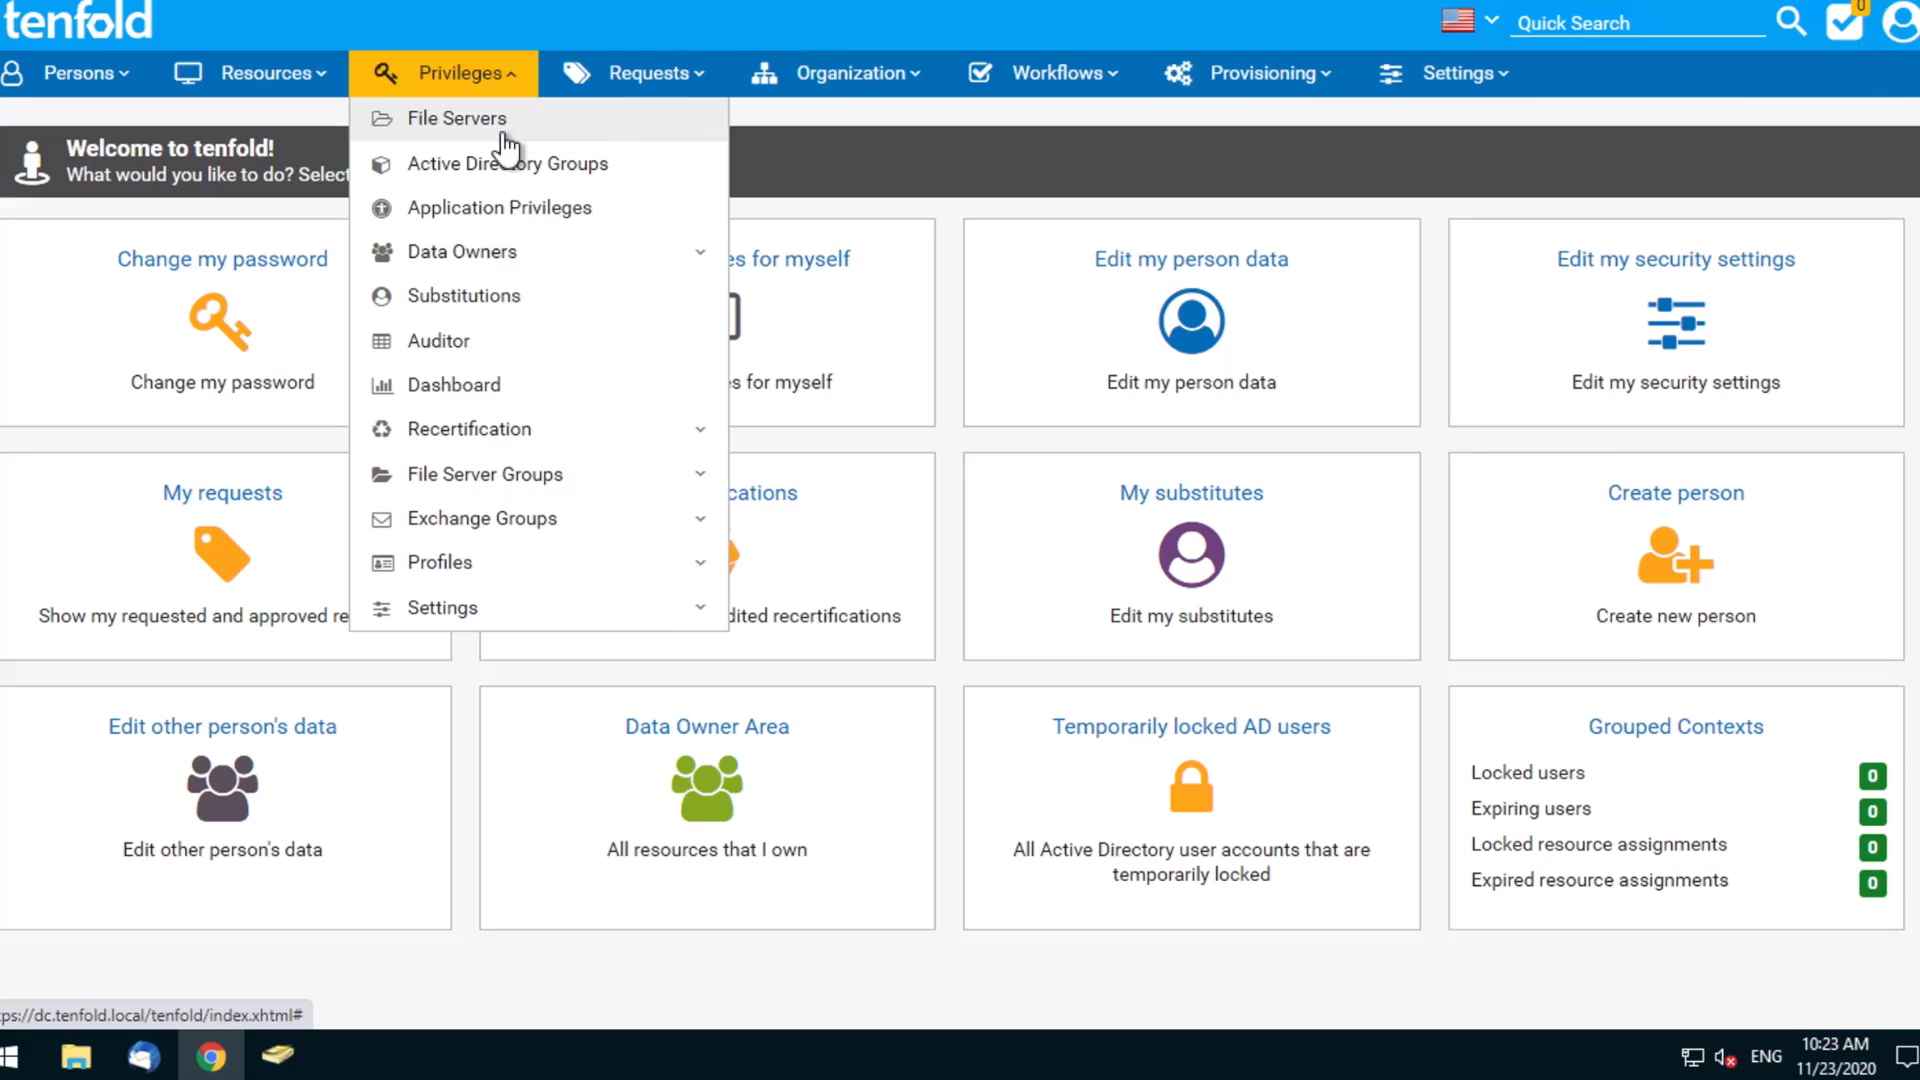 tenfold
Quick Search
0
Persons
Resources
Privileges
Requests
Organization
Workflows
Provisioning
Settings
Welcome to tenfold!
What would you like to do? Select
File Servers
Active Directory Groups
Application Privileges
Data Owners
Substitutions
Auditor
Dashboard
Recertification
File Server Groups
Exchange Groups
Profiles
Settings
Change my password
Change my password
es for myself
s for myself
Edit my person data
Edit my person data
Edit my security settings
Edit my security settings
My requests
Show my requested and approved re
cations
dited recertifications
My substitutes
Edit my substitutes
Create person
Create new person
Edit other person's data
Edit other person's data
Data Owner Area
All resources that I own
Temporarily locked AD users
All Active Directory user accounts that are
temporarily locked
Grouped Contexts
Locked users 0
Expiring users 0
Locked resource assignments 0
Expired resource assignments 0
ps://dc.tenfold.local/tenfold/index.xhtml#
ENG
10:23 AM
11/23/2020